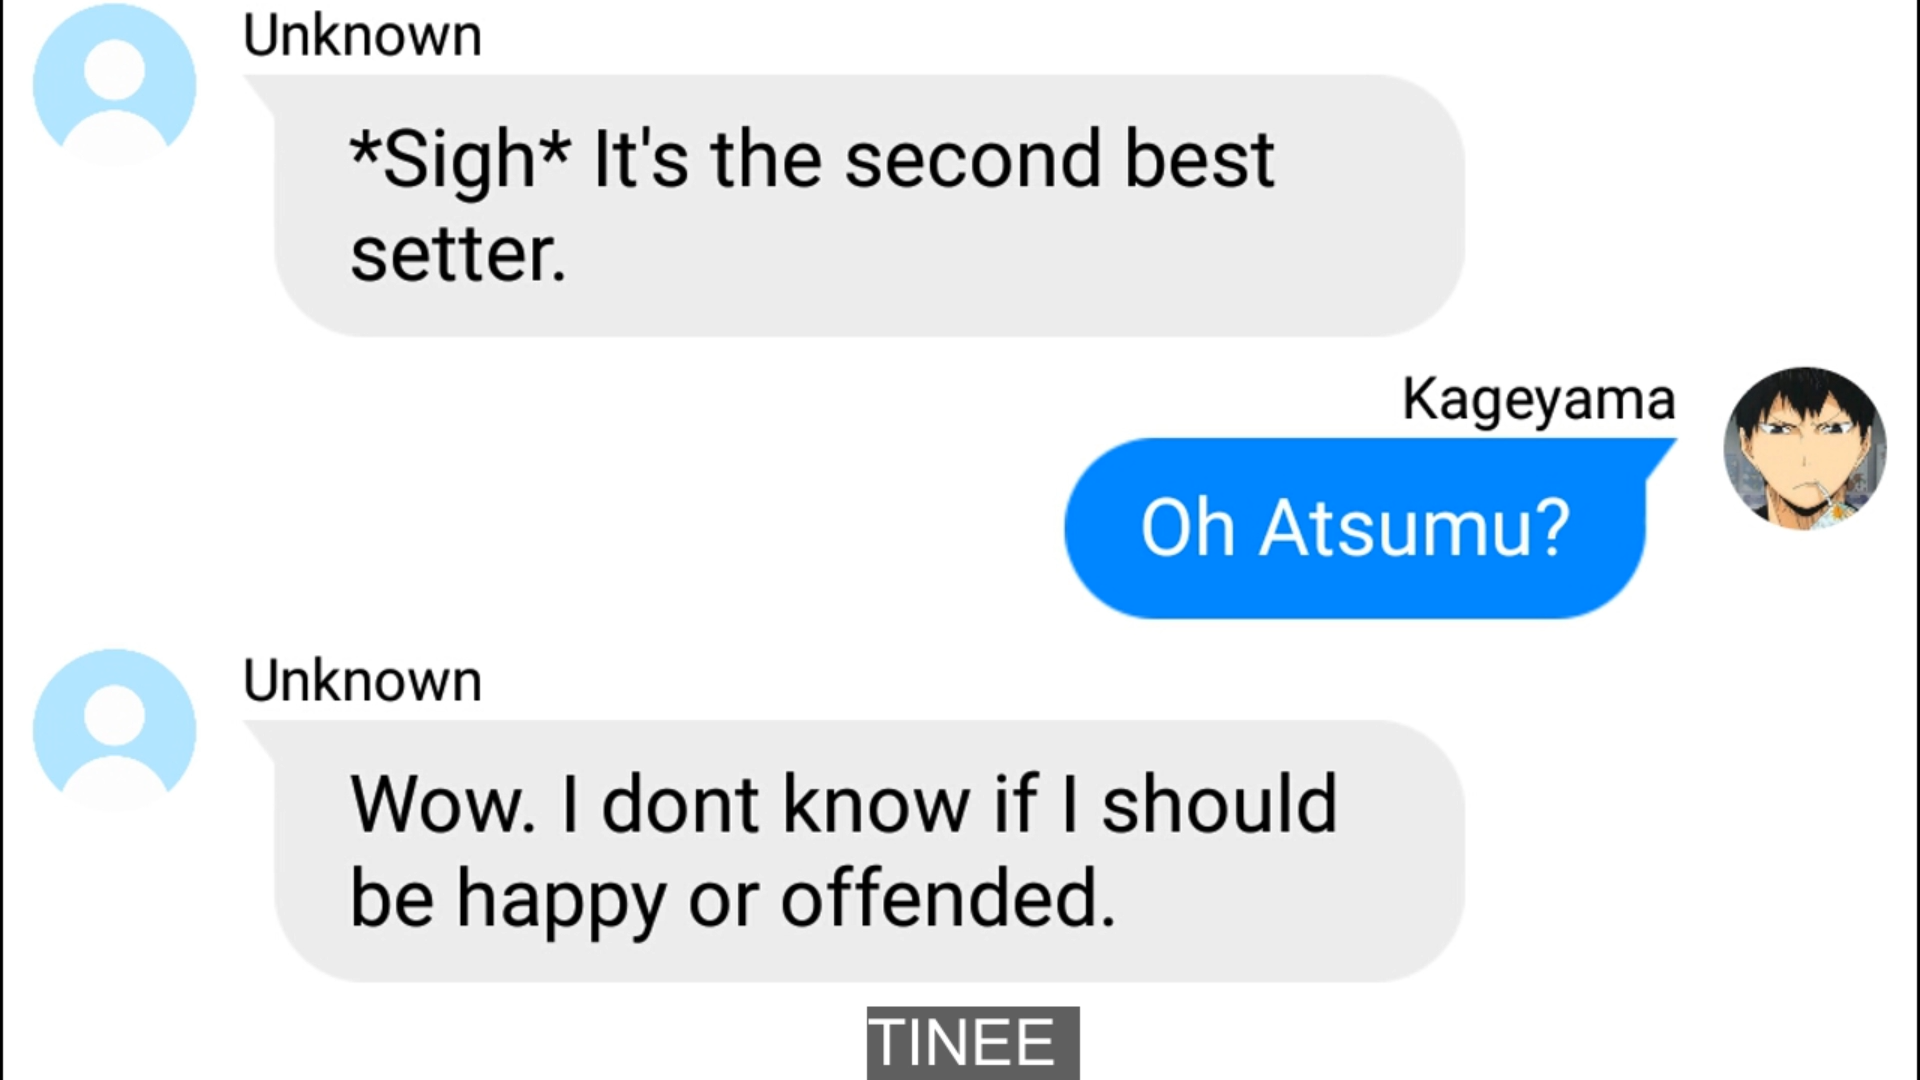 Unknown
*Sigh* It's the second best
setter.
Kageyama
Oh Atsumu?
Unknown
Wow. I dont know if I should
be happy or offended.
TINEE